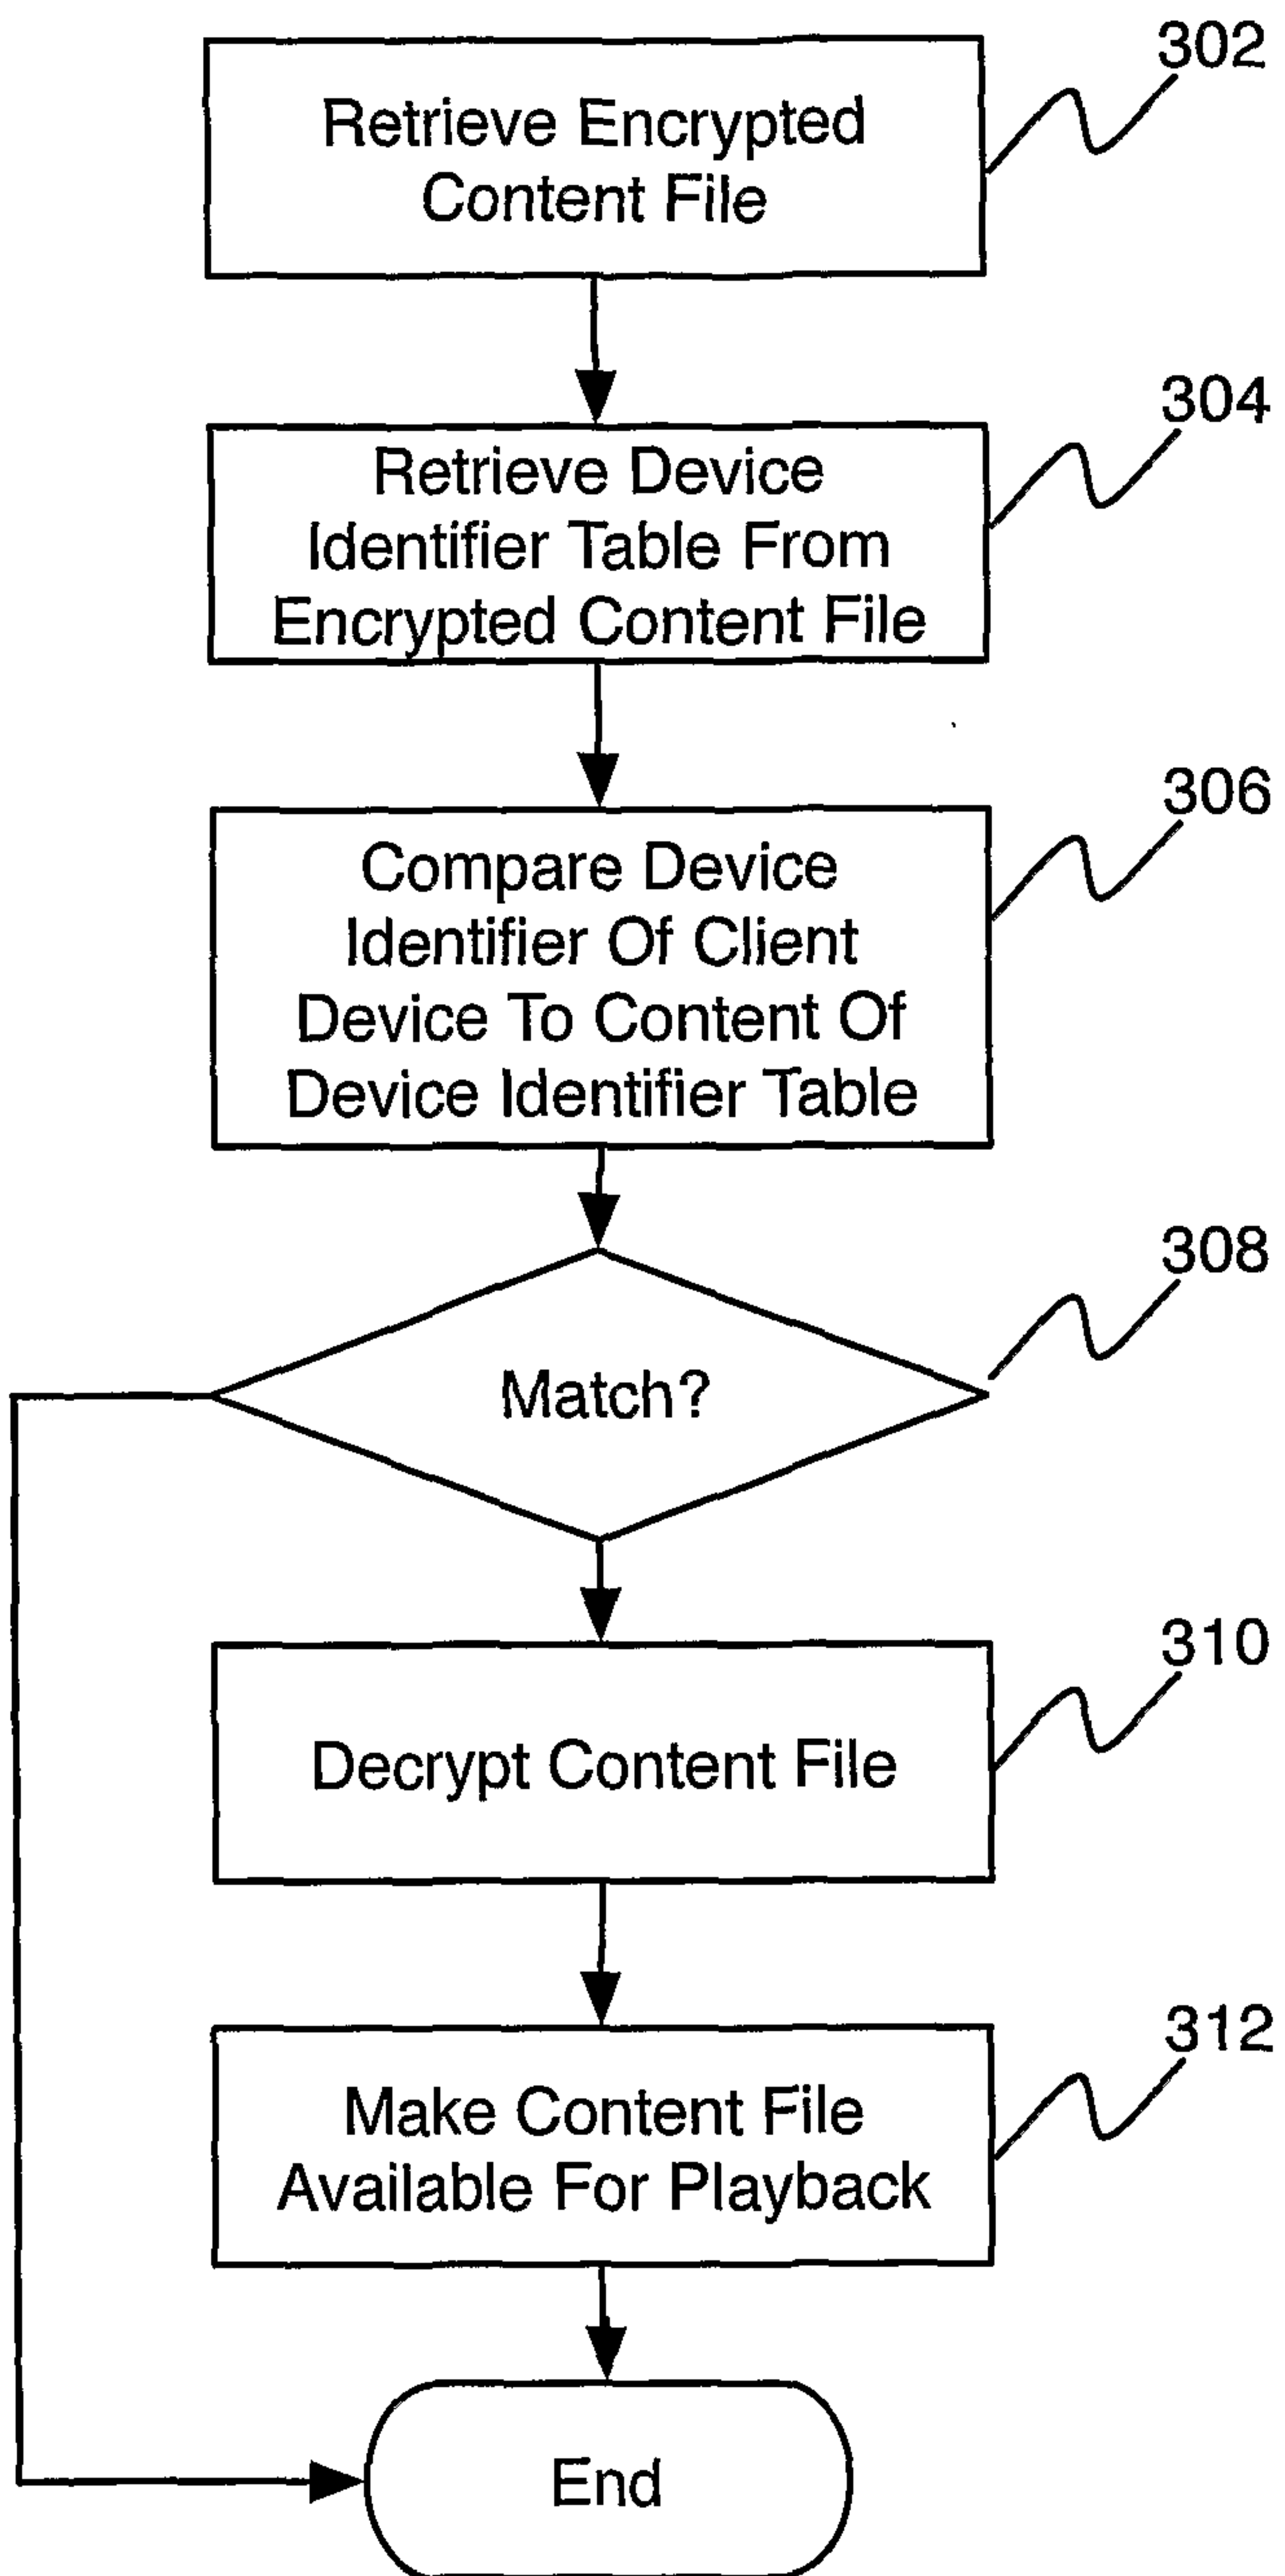 302
Retrieve Encrypted
Content File
304
Retrieve Device
Identifier Table From
Encrypted Content File
306
Compare Device
Identifier Of Client
Device To Content Of
Device Identifier Table
308
Match?
310
Decrypt Content File
312
Make Content File
Available For Playback
End